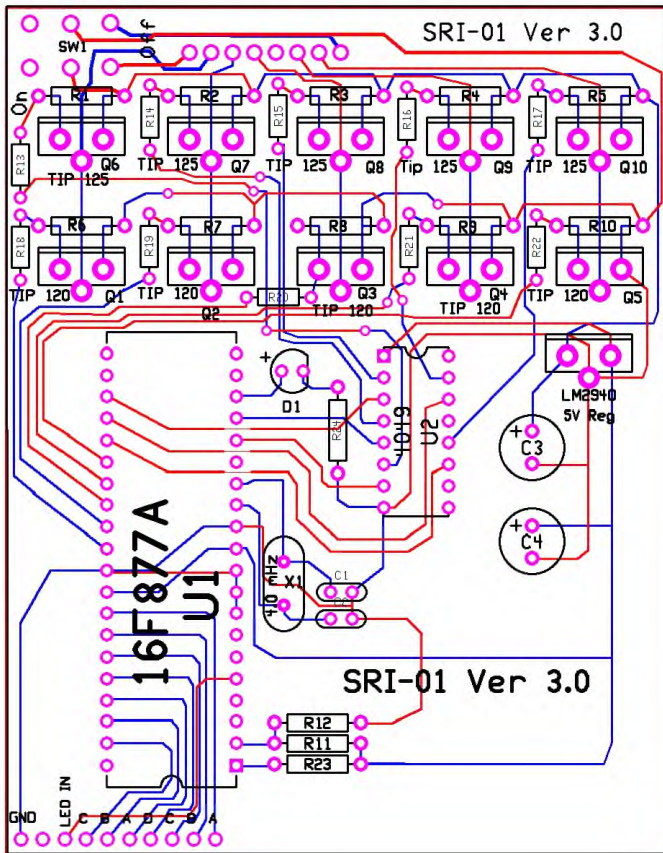 SRI-01 Ver 3.0
SW1
Off
On
R1
R2
R3
R4
R5
R13
R14
R15
R16
R17
Q6
Q7
Q8
Q9
Q10
TIP 125
TIP 125
TIP 125
Tip 125
TIP 125
R6
R7
R8
R9
R10
R18
R19
R20
R21
R22
TIP 120
TIP 120
TIP 120
TIP 120
TIP 120
Q1
Q2
Q3
Q4
Q5
+
D1
R24
4049
U2
LM2940
5V Reg
+
C3
+
C4
16F877A
U1
4.0 mHz
X1
C1
SRI-01 Ver 3.0
R12
R11
R23
GND
LED IN
C B A D C B A